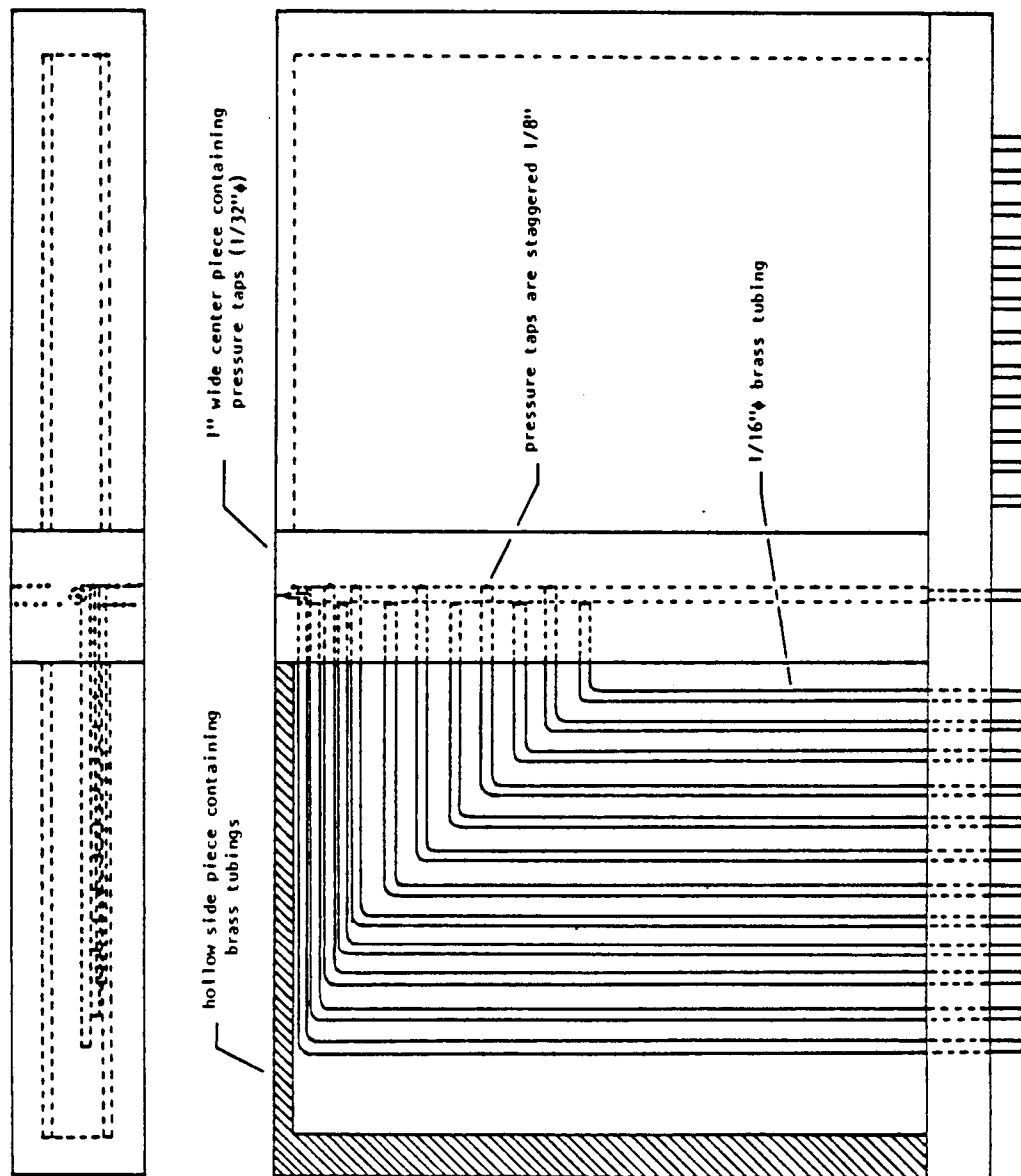 1" wide center piece containing
pressure taps (1/32"ϕ)
pressure taps are staggered 1/8"
1/16"ϕ brass tubing
hollow side piece containing
brass tubings